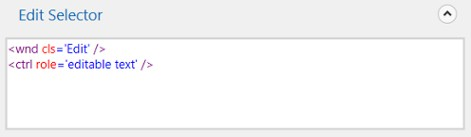 Edit Selector
<wnd cls='Edit' />
<ctrl role='editable text' />